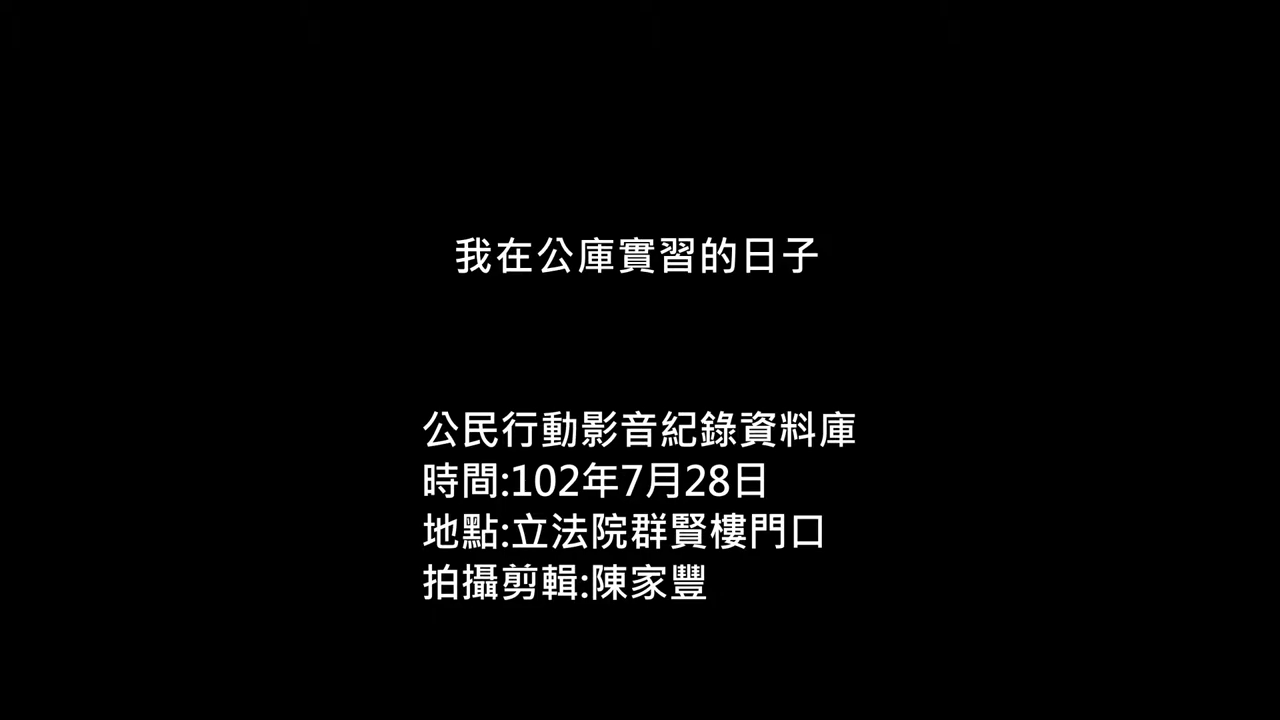 我在公庫實習的日子
公民行動影音紀錄資料庫
時間:102年7月28日
地點:立法院群賢樓門口
拍攝剪輯:陳家豐